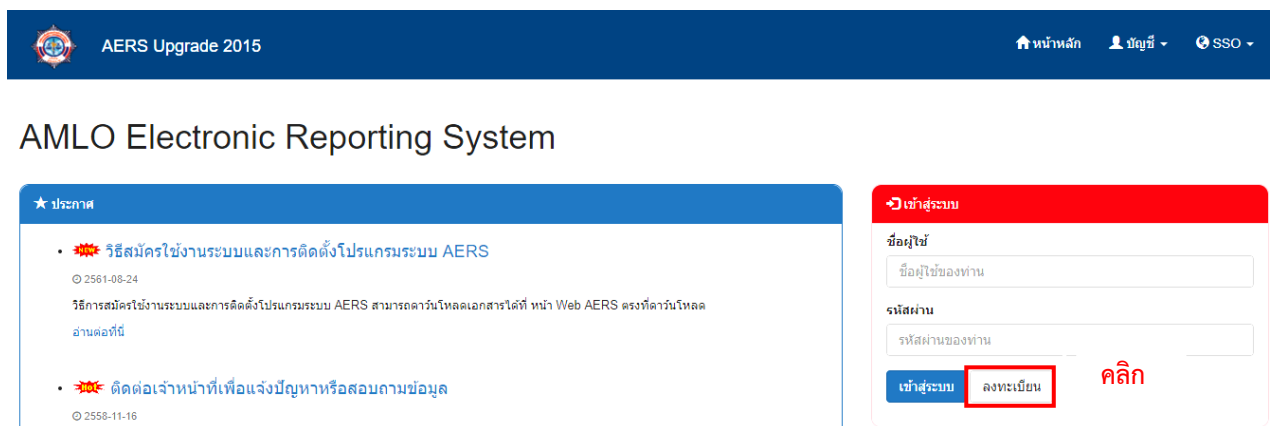 AERS Upgrade 2015
หน้าหลัก บัญชี SSO
AMLO Electronic Reporting System
ประกาศ
NEW วิธีสมัครใช้งานระบบและการติดตั้งโปรแกรมระบบ AERS
2561-08-24
วิธีการสมัครใช้งานระบบและการติดตั้งโปรแกรมระบบ AERS สามารถดาว์นโหลดเอกสารได้ที่ หน้า Web AERS ตรงที่ดาว์นโหลด
อ่านต่อที่นี่
Hot ติดต่อเจ้าหน้าที่เพื่อแจ้งปัญหาหรือสอบถามข้อมูล
2558-11-16
เข้าสู่ระบบ
ชื่อผู้ใช้
ชื่อผู้ใช้ของท่าน
รหัสผ่าน
รหัสผ่านของท่าน
เข้าสู่ระบบ ลงทะเบียน คลิก